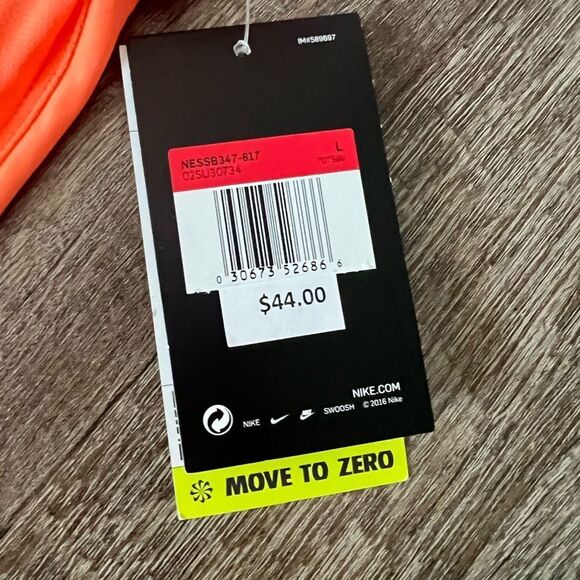 IM#589697
NESSB347-817 L
02SU30734
0 30673 52686 6
$44.00
NIKE.COM
NIKE SWOOSH © 2016 Nike
MOVE TO ZERO